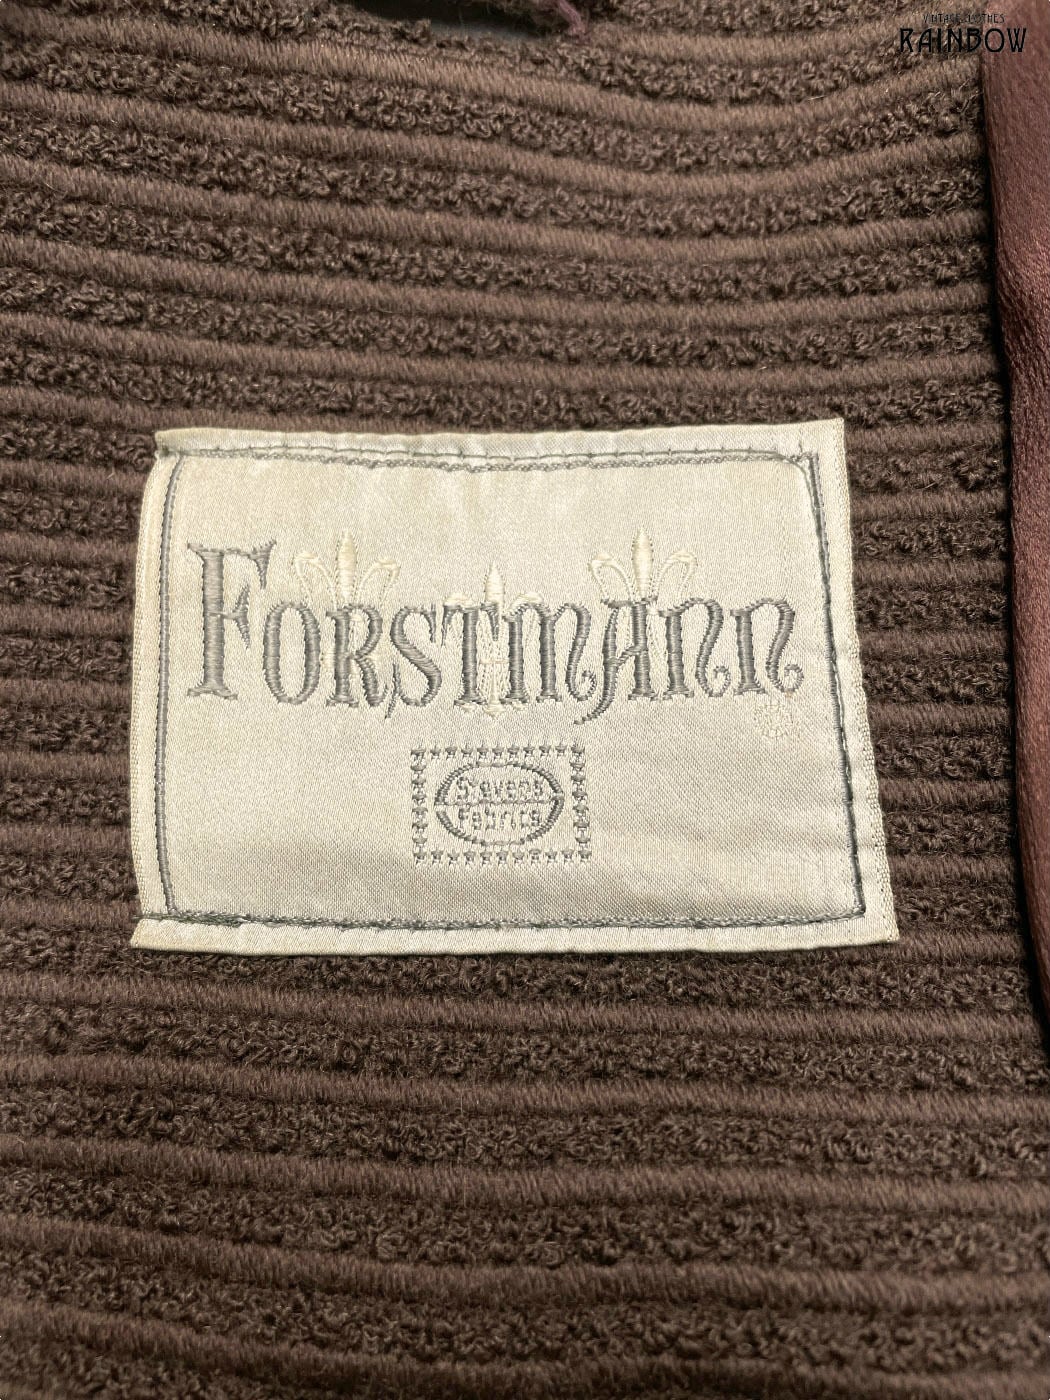 VINTAGE CLOTHES
RAINBOW
FORSTMANN
Stevens
Fabrics